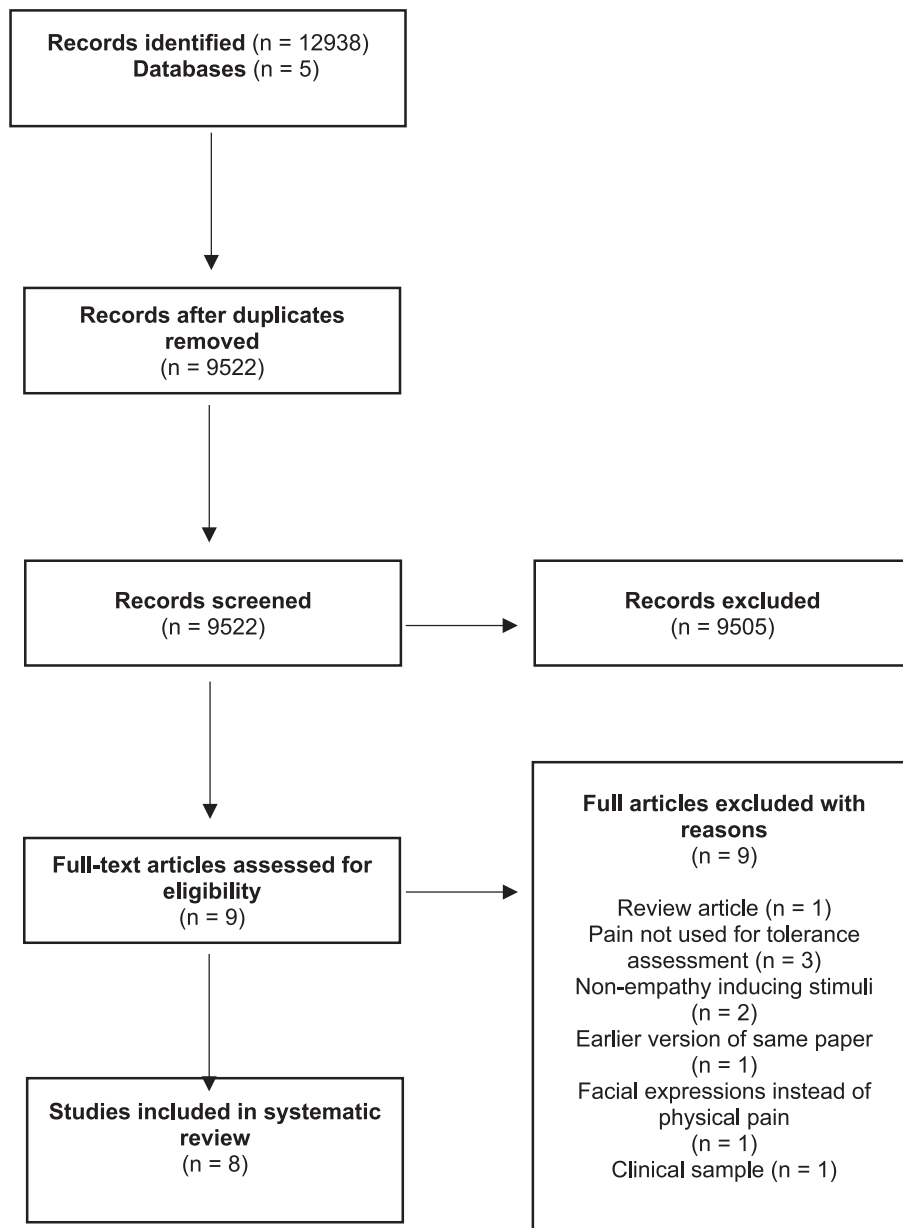 Records identified (n = 12938)
Databases (n = 5)
Records after duplicates
removed
(n = 9522)
Records screened
(n = 9522)
Records excluded
(n = 9505)
Full-text articles assessed for
eligibility
(n = 9)
Full articles excluded with
reasons
(n = 9)
Review article (n = 1)
Pain not used for tolerance
assessment (n = 3)
Non-empathy inducing stimuli
(n = 2)
Earlier version of same paper
(n = 1)
Facial expressions instead of
physical pain
(n = 1)
Clinical sample (n = 1)
Studies included in systematic
review
(n = 8)